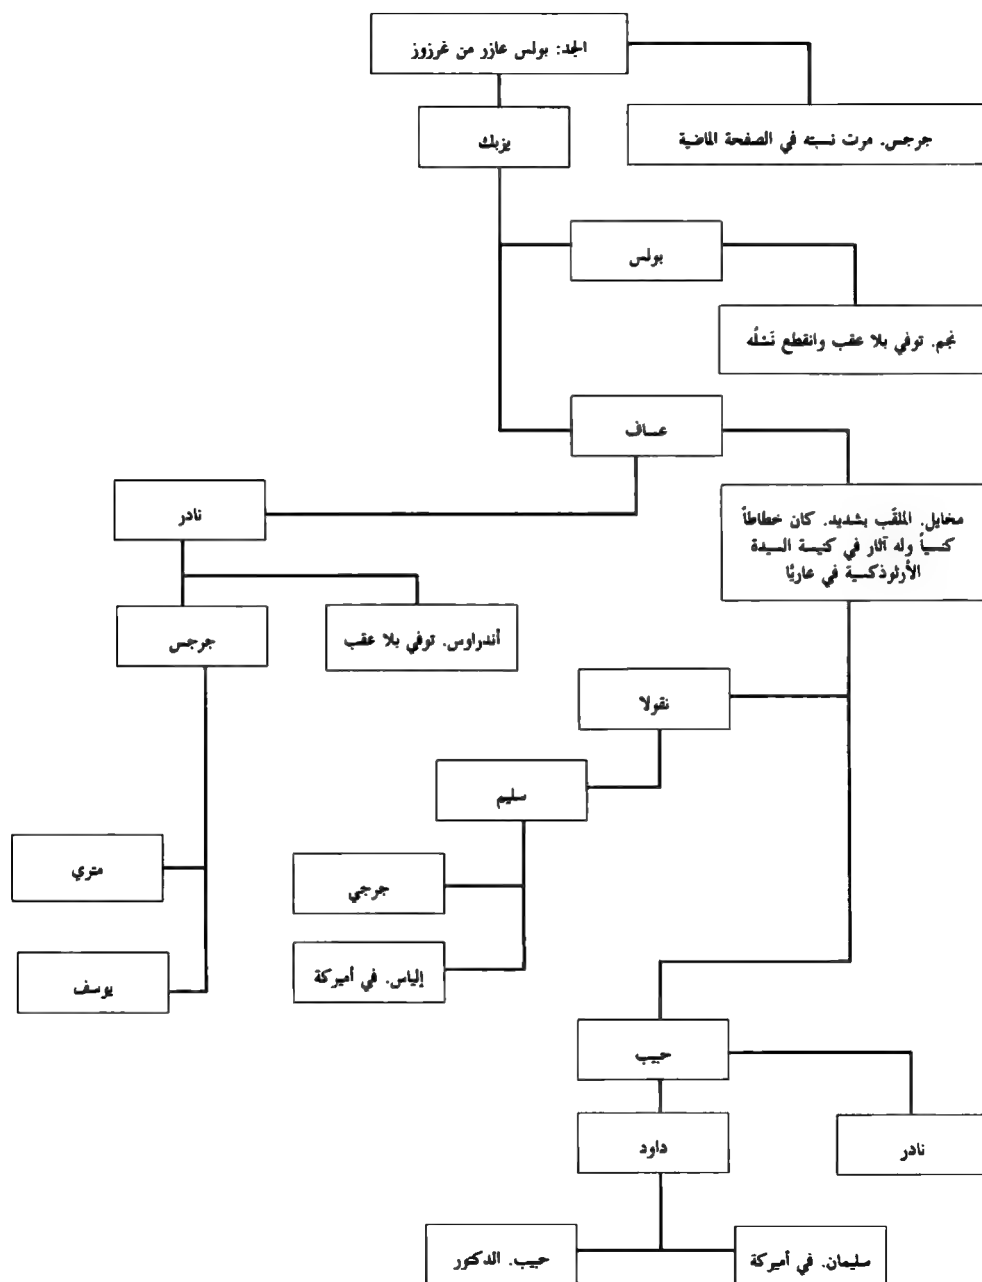 الجد: بولس عازر من غرزوز
جرجس. مرت نسبته في الصفحة الماضية
يزبك
بولس
نجم. توفي بلا عقب وانقطع نَسْلُه
عساف
نادر
مخايل. الملقّب بشديد. كان خطاطاً
كنسياً وله آثار في كنيسة السيدة
الأرثوذكسية في عاريّا
جرجس
أندراوس. توفي بلا عقب
نقولا
سليم
متري
جرجي
يوسف
إلياس. في أميركة
حبيب
داود
نادر
سليمان. في أميركة
حبيب. الدكتور